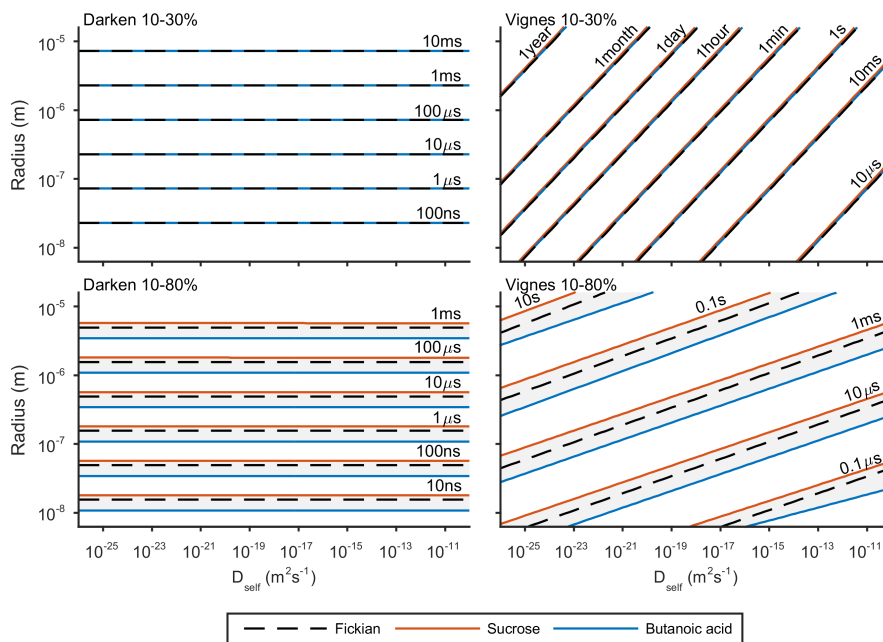 Darken 10-30%
Vignes 10-30%
10⁻⁵
10⁻⁶
10⁻⁷
10⁻⁸
Radius (m)
10ms
1ms
100μs
10μs
1μs
100ns
1year
1month
1day
1hour
1min
1s
10ms
10μs
Darken 10-80%
Vignes 10-80%
10⁻⁵
10⁻⁶
10⁻⁷
10⁻⁸
Radius (m)
1ms
100μs
10μs
1μs
100ns
10ns
10s
0.1s
1ms
10μs
0.1μs
10⁻²⁵ 10⁻²³ 10⁻²¹ 10⁻¹⁹ 10⁻¹⁷ 10⁻¹⁵ 10⁻¹³ 10⁻¹¹
10⁻²⁵ 10⁻²³ 10⁻²¹ 10⁻¹⁹ 10⁻¹⁷ 10⁻¹⁵ 10⁻¹³ 10⁻¹¹
D_self (m²s⁻¹)
D_self (m²s⁻¹)
Fickian Sucrose Butanoic acid